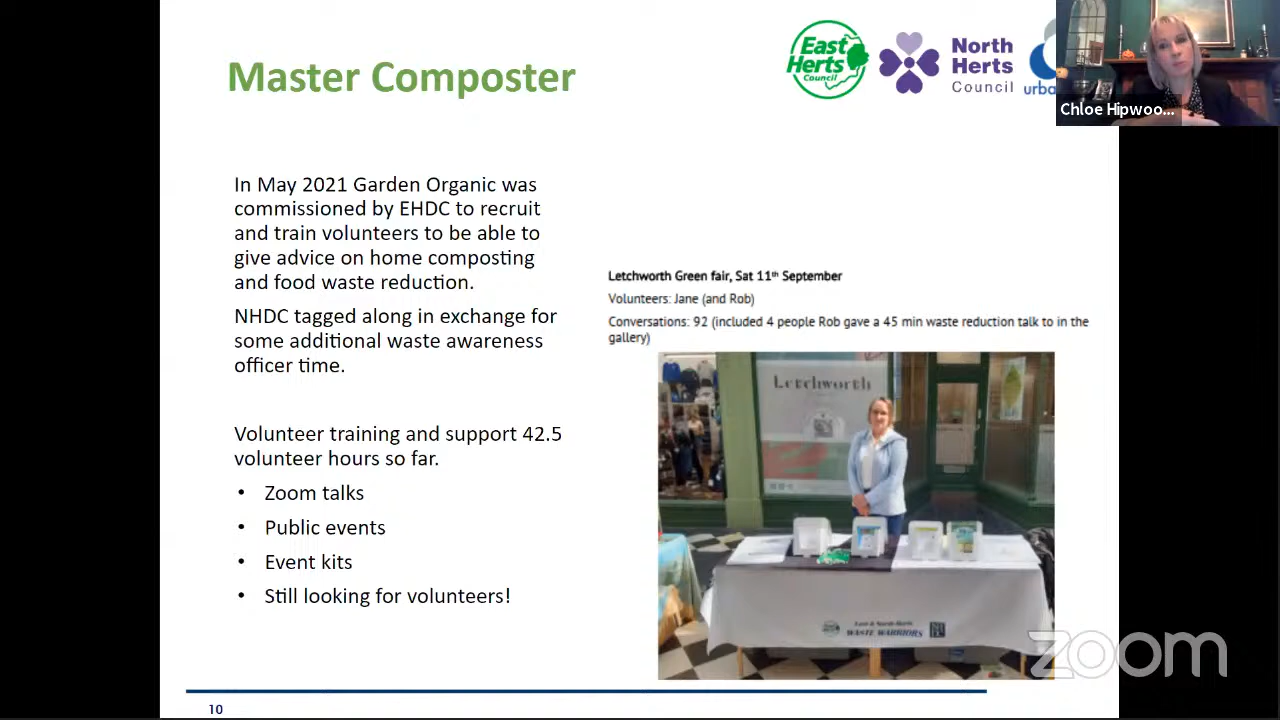 Master Composter
East
Herts
Council
North
Herts
Council
urba
Chloe Hipwoo...
In May 2021 Garden Organic was
commissioned by EHDC to recruit
and train volunteers to be able to
give advice on home composting
and food waste reduction.
NHDC tagged along in exchange for
some additional waste awareness
officer time.
Volunteer training and support 42.5
volunteer hours so far.
• Zoom talks
• Public events
• Event kits
• Still looking for volunteers!
Letchworth Green fair, Sat 11th September
Volunteers: Jane (and Rob)
Conversations: 92 (included 4 people Rob gave a 45 min waste reduction talk to in the
gallery)
Letchworth
East & North Herts
WASTE WARRIORS
zoom
10